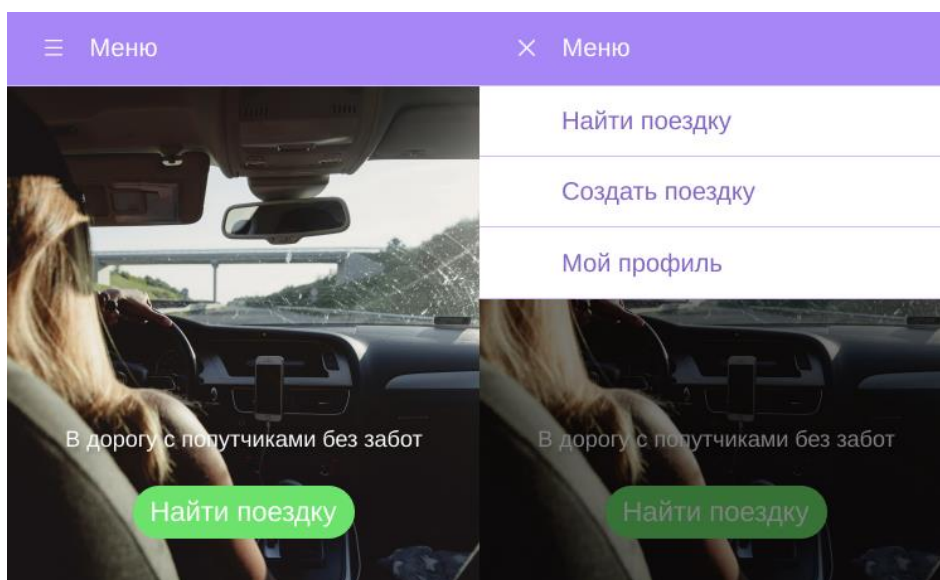 Меню
В дорогу с попутчиками без забот
Найти поездку
Меню
Найти поездку
Создать поездку
Мой профиль
В дорогу с попутчиками без забот
Найти поездку